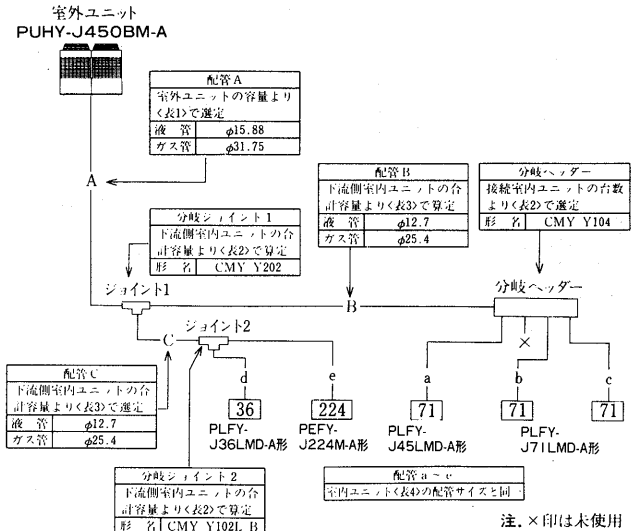 室外ユニット
PUHY-J450BM-A
配管A
室外ユニットの容量より
<表1>で選定
液管 φ15.88
ガス管 φ31.75
A
配管B
下流側室内ユニットの合
計容量より<表3>で算定
液管 φ12.7
ガス管 φ25.4
分岐ヘッダー
接続室内ユニットの台数
より<表2>で選定
形名 CMY Y104
分岐ジョイント1
下流側室内ユニットの合
計容量より<表2>で算定
形名 CMY Y202
ジョイント1
B
分岐ヘッダー
C
ジョイント2
×
配管C
下流側室内ユニットの合
計容量より<表3>で選定
液管 φ12.7
ガス管 φ25.4
d e a b c
36 224 71 71 71
PLFY-
J36LMD-A形
PEFY-
J224M-A形
PLFY-
J45LMD-A形
PLFY-
J71LMD-A形
分岐ジョイント2
下流側室内ユニットの合
計容量より<表2>で算定
形名 CMY Y102L B
配管a~e
室内ユニット<表4>の配管サイズと同一
注.×印は未使用